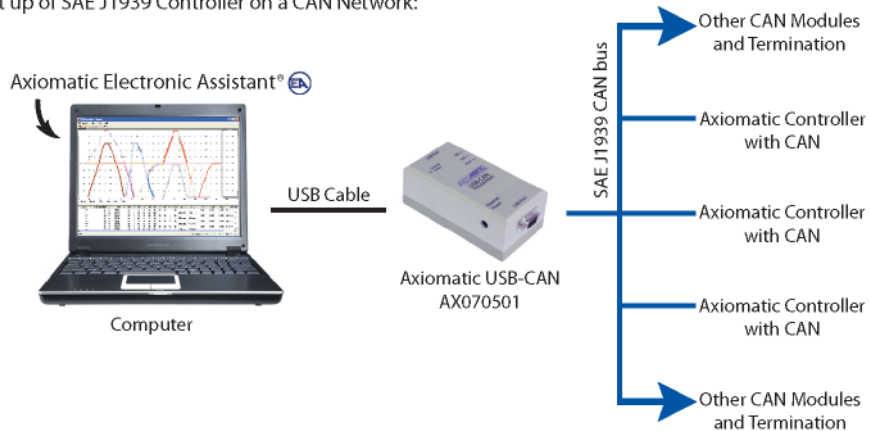 up of SAE J1939 Controller on a CAN Network:
Axiomatic Electronic Assistant® EA
Computer
USB Cable
Axiomatic USB-CAN
AX070501
SAE J1939 CAN bus
Other CAN Modules
and Termination
Axiomatic Controller
with CAN
Axiomatic Controller
with CAN
Axiomatic Controller
with CAN
Other CAN Modules
and Termination